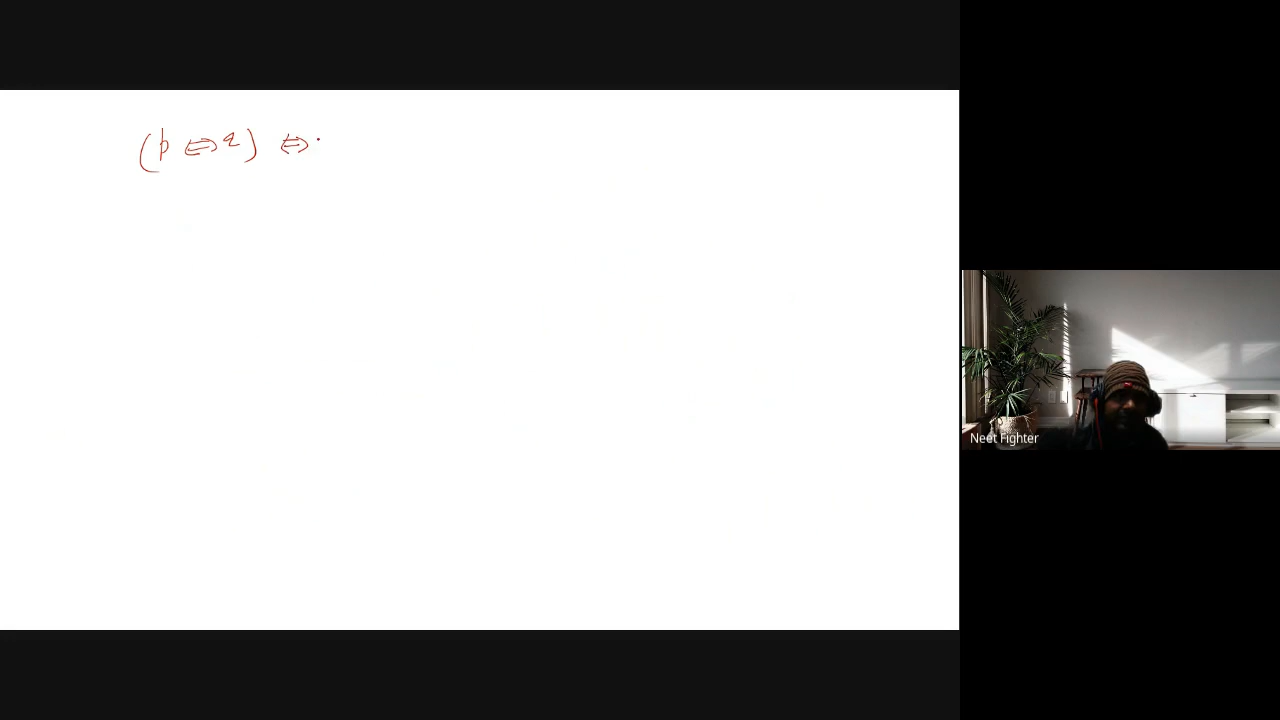 (p ⇔ q) ⇔
Neet Fighter